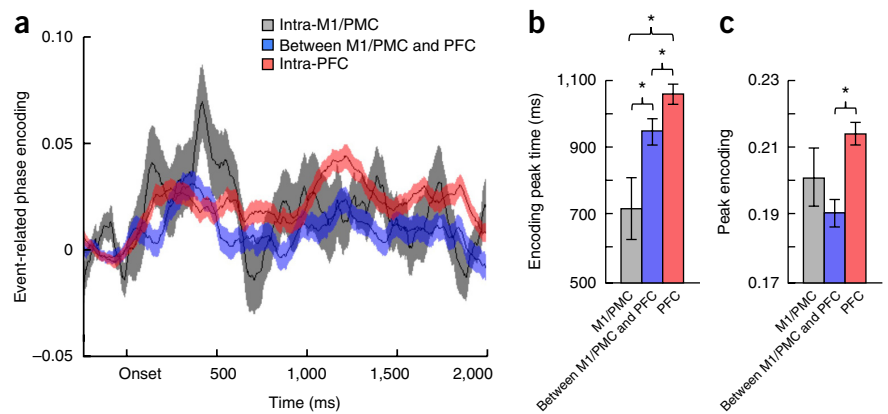 a
Intra-M1/PMC
Between M1/PMC and PFC
Intra-PFC
0.10
0.05
0
−0.05
Event-related phase encoding
Onset
500
1,000
1,500
2,000
Time (ms)
b
*
*
*
1,100
900
700
500
Encoding peak time (ms)
M1/PMC
Between M1/PMC and PFC
PFC
c
*
0.23
0.21
0.19
0.17
Peak encoding
M1/PMC
Between M1/PMC and PFC
PFC